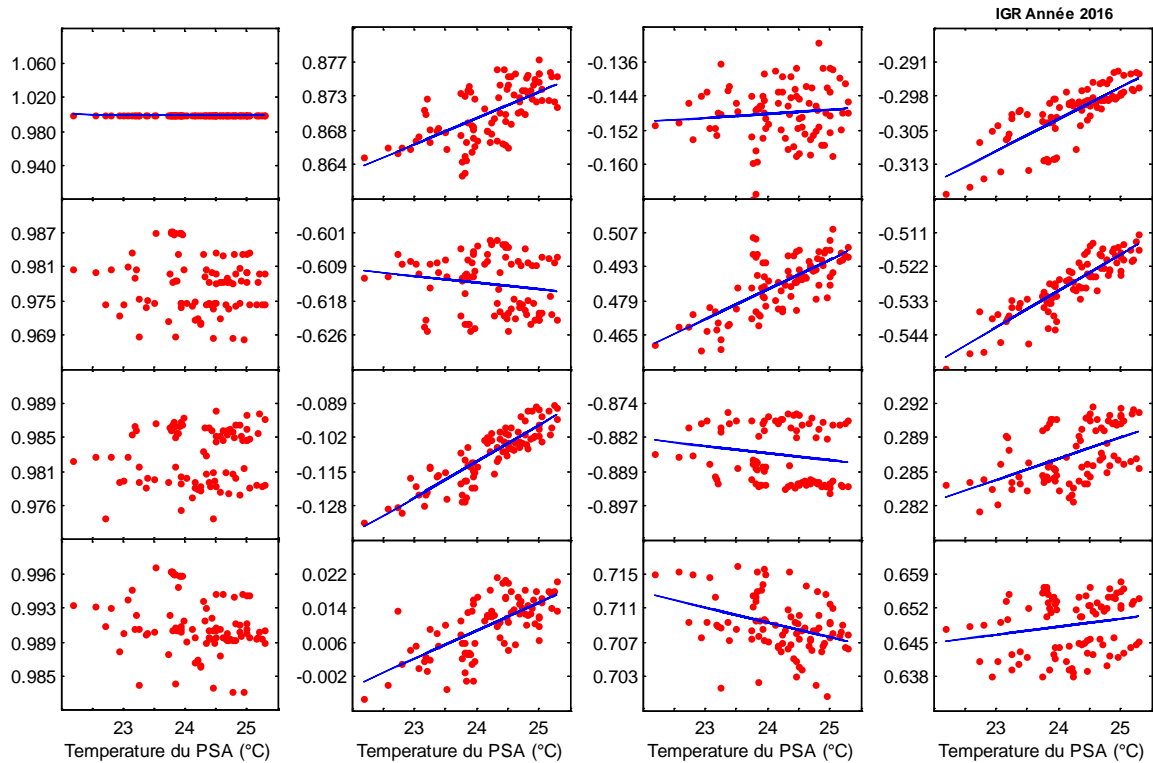 IGR Année 2016
1.060 0.877 -0.136 -0.291
1.020 0.873 -0.144 -0.298
0.980 0.868 -0.152 -0.305
0.940 0.864 -0.160 -0.313
0.987 -0.601 0.507 -0.511
0.981 -0.609 0.493 -0.522
0.975 -0.618 0.479 -0.533
0.969 -0.626 0.465 -0.544
0.989 -0.089 -0.874 0.292
0.985 -0.102 -0.882 0.289
0.981 -0.115 -0.889 0.285
0.976 -0.128 -0.897 0.282
0.996 0.022 0.715 0.659
0.993 0.014 0.711 0.652
0.989 0.006 0.707 0.645
0.985 -0.002 0.703 0.638
23 24 25 23 24 25 23 24 25 23 24 25
Temperature du PSA (°C) Temperature du PSA (°C) Temperature du PSA (°C) Temperature du PSA (°C)